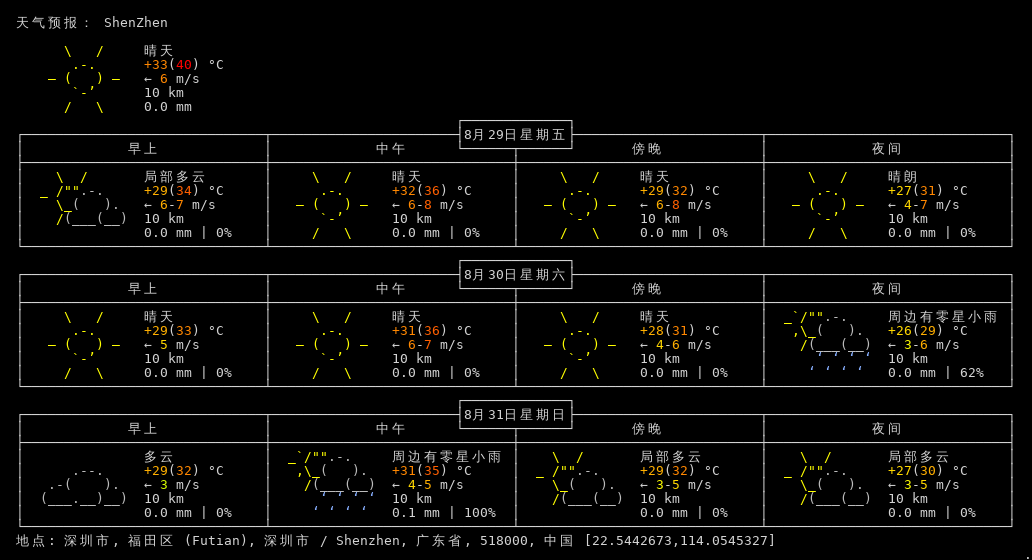 天气预报： ShenZhen
晴天
+33(40) °C
← 6 m/s
10 km
0.0 mm
8月29日星期五
早上 中午 傍晚 夜间
局部多云 晴天 晴天 晴朗
+29(34) °C +32(36) °C +29(32) °C +27(31) °C
← 6-7 m/s ← 6-8 m/s ← 6-8 m/s ← 4-7 m/s
10 km 10 km 10 km 10 km
0.0 mm | 0% 0.0 mm | 0% 0.0 mm | 0% 0.0 mm | 0%
8月30日星期六
早上 中午 傍晚 夜间
晴天 晴天 晴天 周边有零星小雨
+29(33) °C +31(36) °C +28(31) °C +26(29) °C
← 5 m/s ← 6-7 m/s ← 4-6 m/s ← 3-6 m/s
10 km 10 km 10 km 10 km
0.0 mm | 0% 0.0 mm | 0% 0.0 mm | 0% 0.0 mm | 62%
8月31日星期日
早上 中午 傍晚 夜间
多云 周边有零星小雨 局部多云 局部多云
+29(32) °C +31(35) °C +29(32) °C +27(30) °C
← 3 m/s ← 4-5 m/s ← 3-5 m/s ← 3-5 m/s
10 km 10 km 10 km 10 km
0.0 mm | 0% 0.1 mm | 100% 0.0 mm | 0% 0.0 mm | 0%
地点: 深圳市, 福田区 (Futian), 深圳市 / Shenzhen, 广东省, 518000, 中国 [22.5442673,114.0545327]